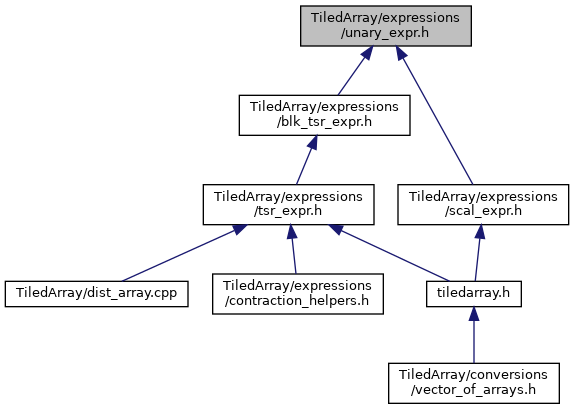 TiledArray/expressions
/unary_expr.h
TiledArray/expressions
/blk_tsr_expr.h
TiledArray/expressions
/tsr_expr.h
TiledArray/expressions
/scal_expr.h
TiledArray/dist_array.cpp
TiledArray/expressions
/contraction_helpers.h
tiledarray.h
TiledArray/conversions
/vector_of_arrays.h